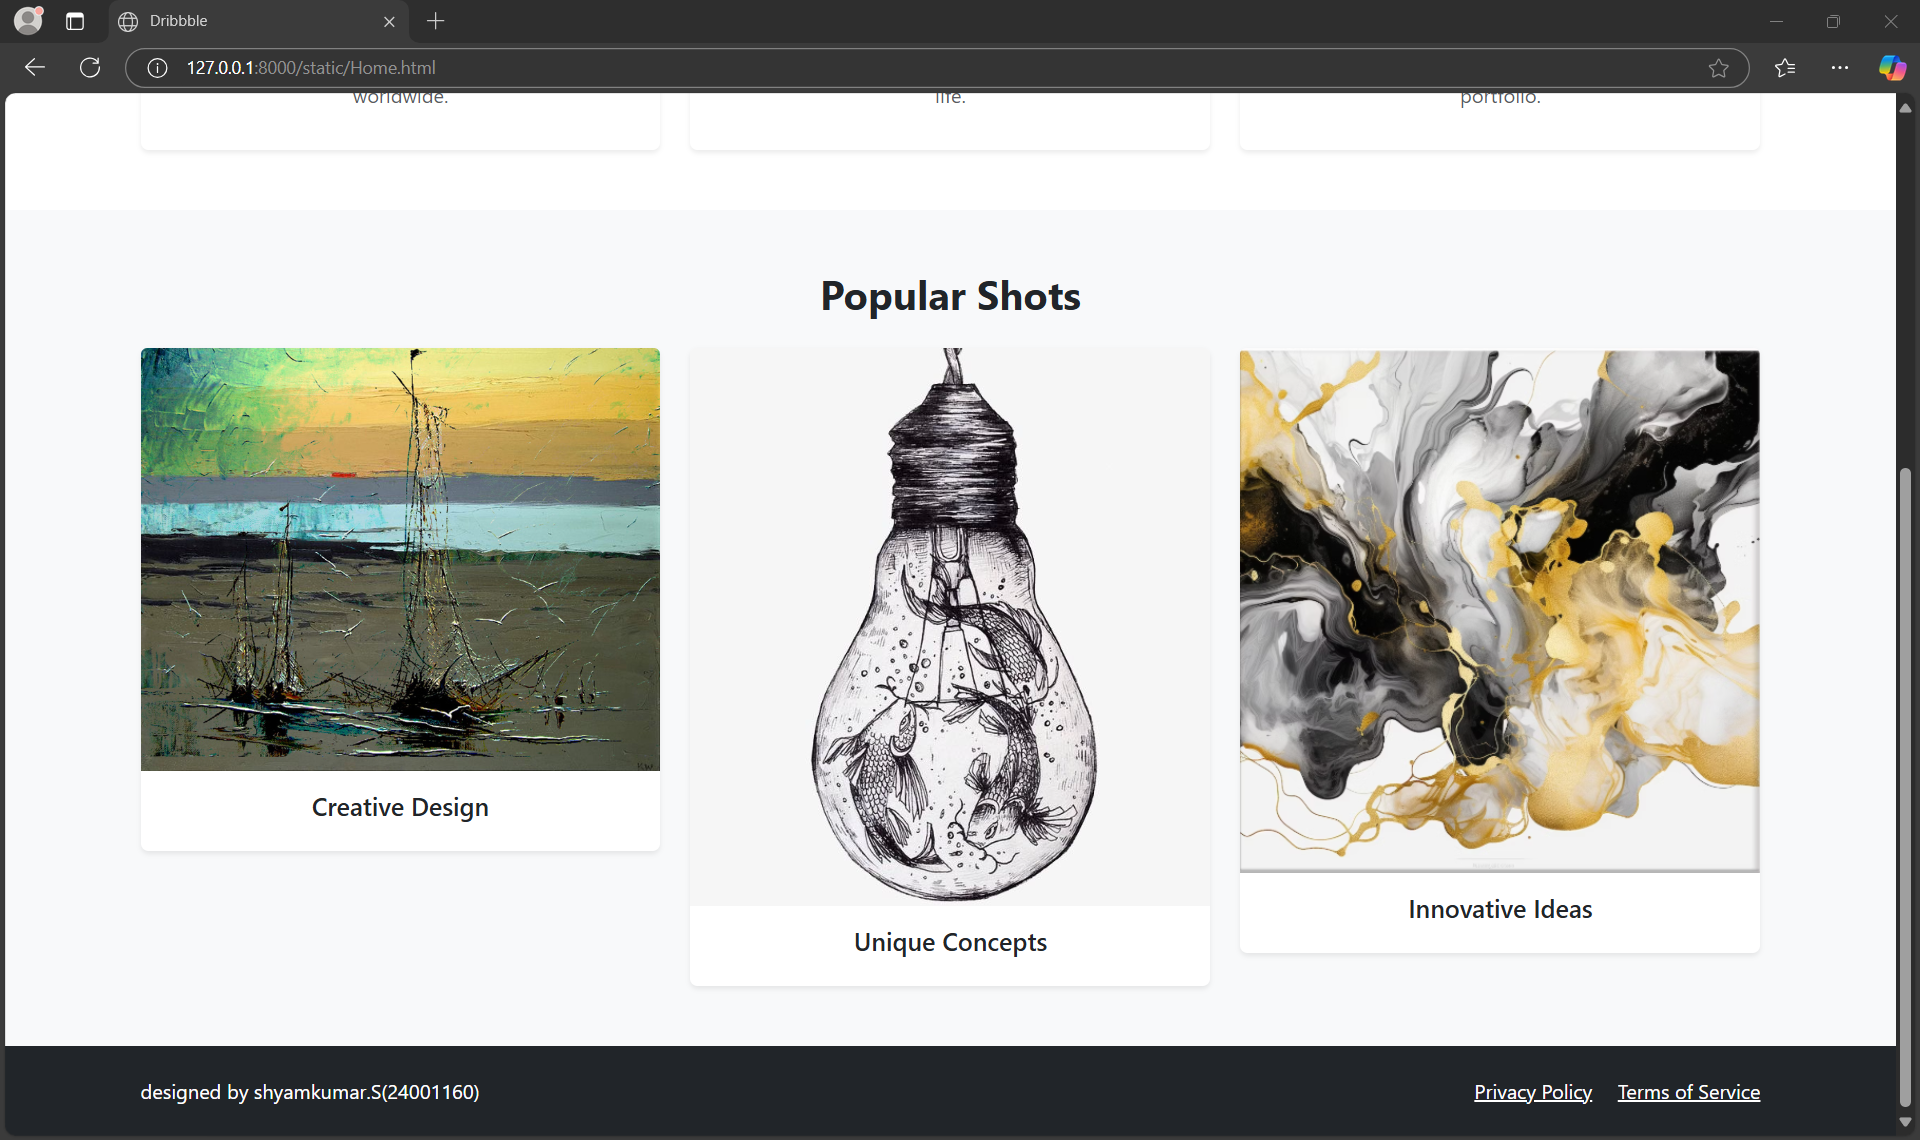 Dribbble
127.0.0.1:8000/static/Home.html
worldwide.
life.
portfolio.
Popular Shots
Creative Design
Unique Concepts
Innovative Ideas
designed by shyamkumar.S(24001160)
Privacy Policy
Terms of Service